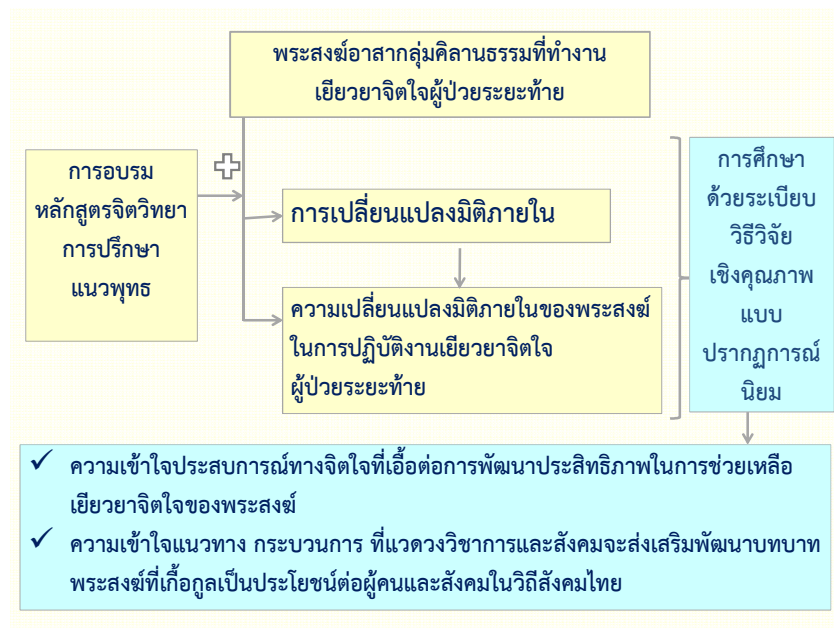 พระสงฆ์อาสากลุ่มคิลานธรรมที่ทำงาน
เยียวยาจิตใจผู้ป่วยระยะท้าย
การอบรม
หลักสูตรจิตวิทยา
การปรึกษา
แนวพุทธ
การเปลี่ยนแปลงมิติภายใน
ความเปลี่ยนแปลงมิติภายในของพระสงฆ์
ในการปฏิบัติงานเยียวยาจิตใจ
ผู้ป่วยระยะท้าย
การศึกษา
ด้วยระเบียบ
วิธีวิจัย
เชิงคุณภาพ
แบบ
ปรากฏการณ์
นิยม
✓ ความเข้าใจประสบการณ์ทางจิตใจที่เอื้อต่อการพัฒนาประสิทธิภาพในการช่วยเหลือ
เยียวยาจิตใจของพระสงฆ์
✓ ความเข้าใจแนวทาง กระบวนการ ที่แวดวงวิชาการและสังคมจะส่งเสริมพัฒนาบทบาท
พระสงฆ์ที่เกื้อกูลเป็นประโยชน์ต่อผู้คนและสังคมในวิถีสังคมไทย